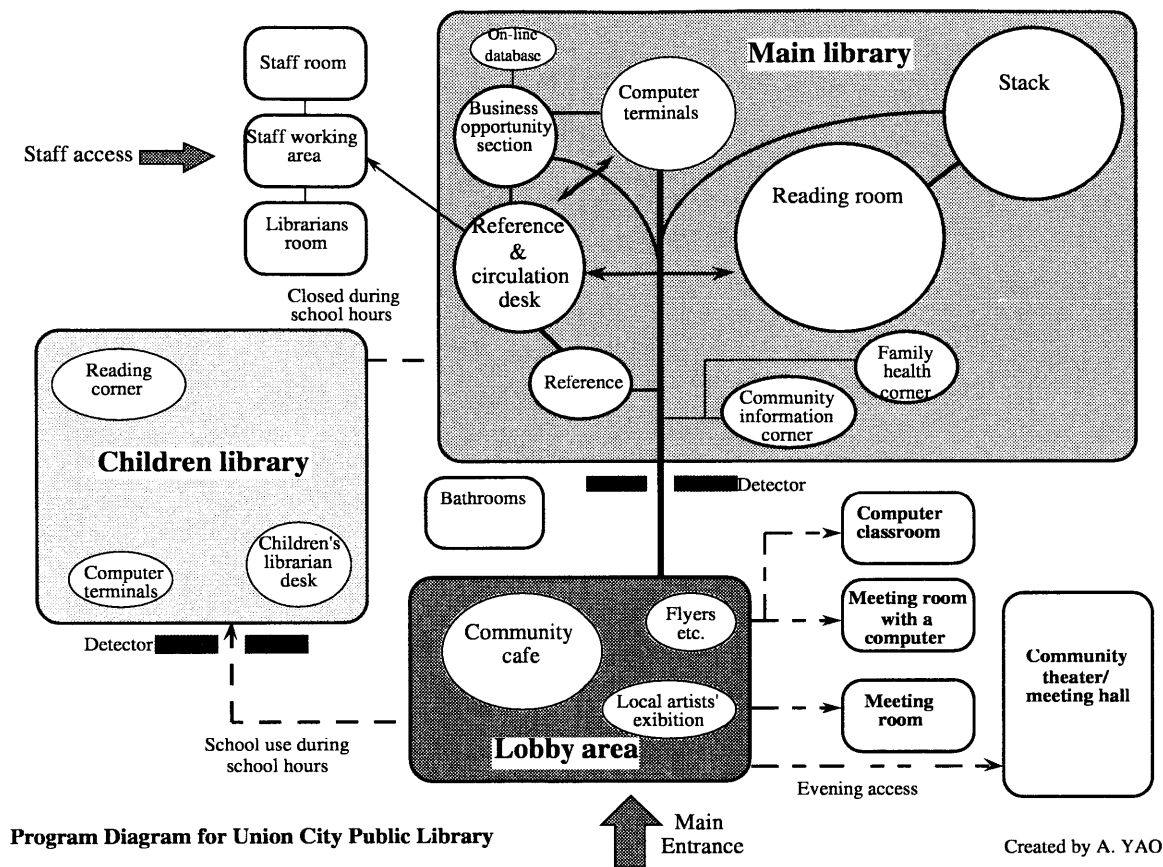 Staff room
Staff access
Staff working
area
Librarians
room
Main library
On-line
database
Business
opportunity
section
Computer
terminals
Stack
Reading room
Reference
&
circulation
desk
Reference
Family
health
corner
Community
information
corner
Closed during
school hours
Reading
corner
Children library
Children's
librarian
desk
Computer
terminals
Detector
Bathrooms
Detector
School use during
school hours
Community
cafe
Flyers
etc.
Local artists'
exibition
Lobby area
Computer
classroom
Meeting room
with a
computer
Meeting
room
Community
theater/
meeting hall
Evening access
Main
Entrance
Program Diagram for Union City Public Library
Created by A. YAO